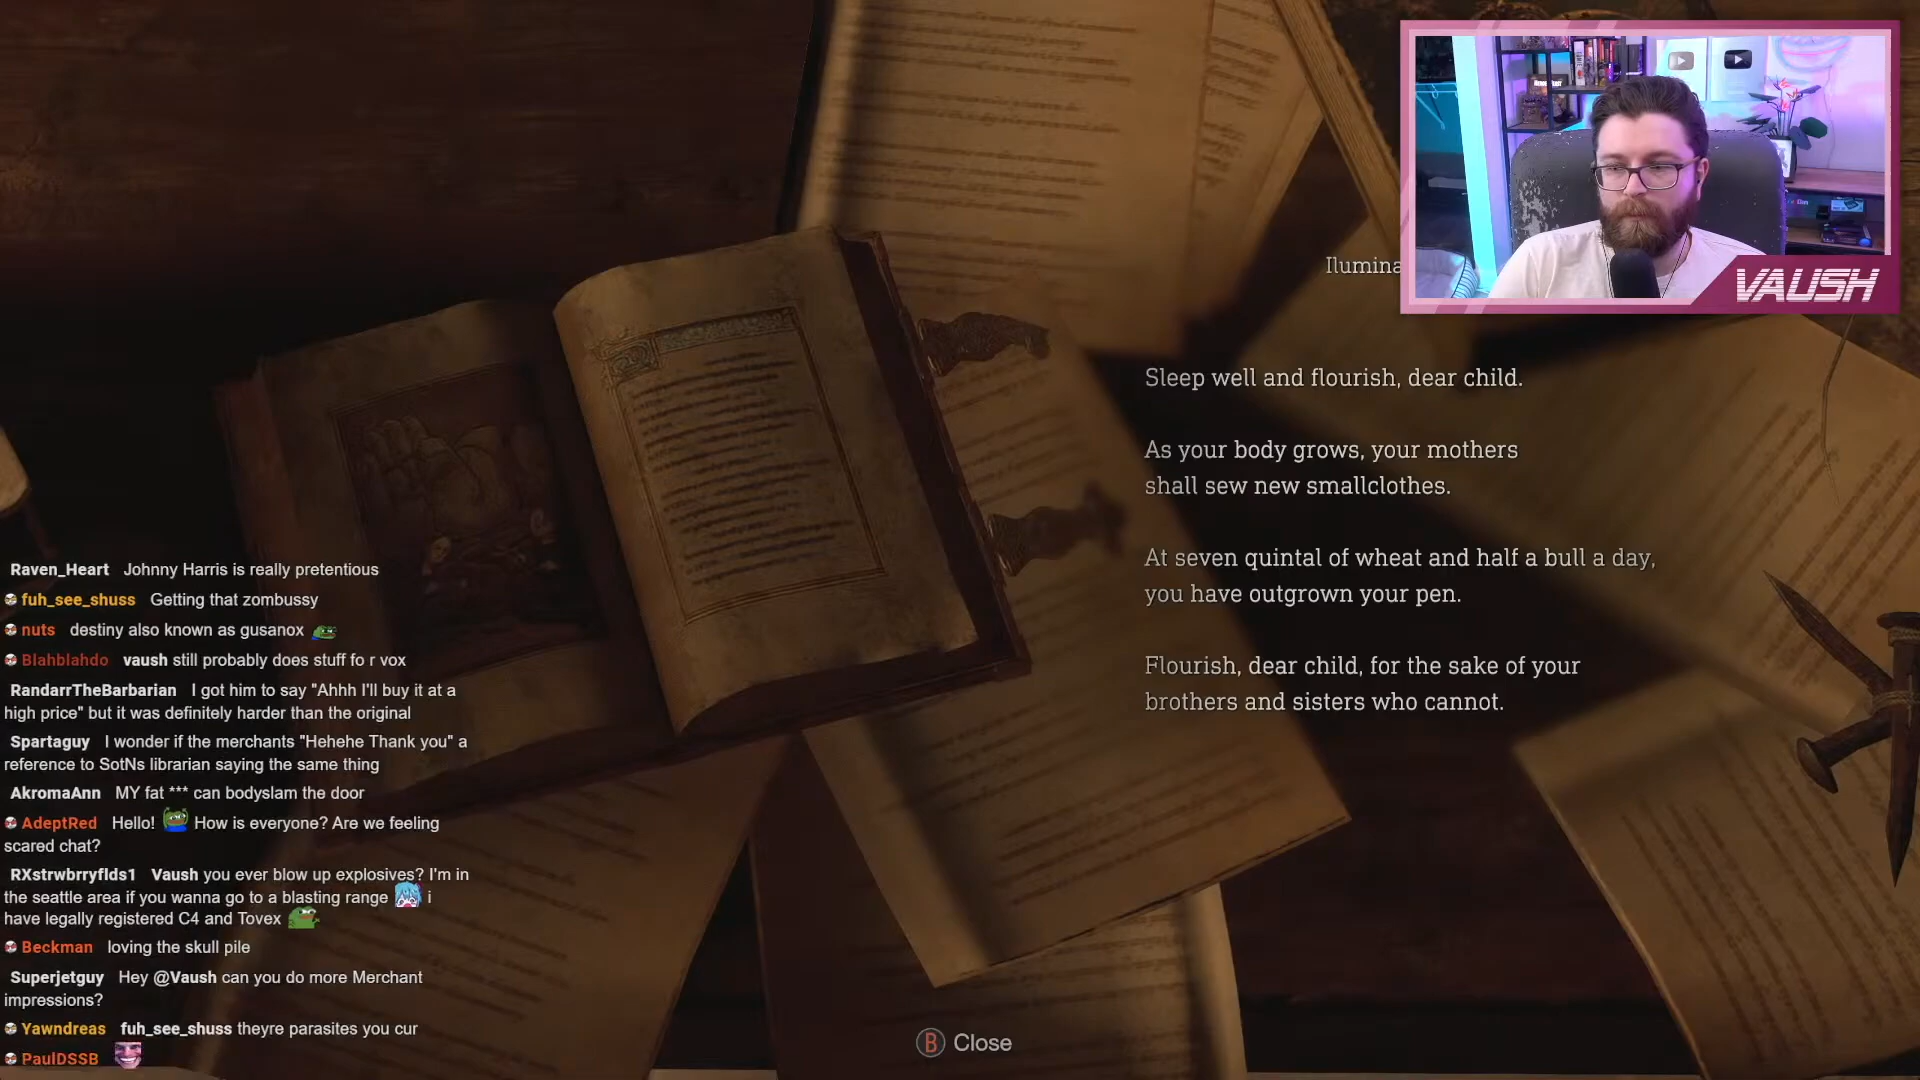 Ilumina
VAUSH
Sleep well and flourish, dear child.
As your body grows, your mothers
shall sew new smallclothes.
At seven quintal of wheat and half a bull a day,
you have outgrown your pen.
Flourish, dear child, for the sake of your
brothers and sisters who cannot.
Raven_Heart Johnny Harris is really pretentious
fuh_see_shuss Getting that zombussy
nuts destiny also known as gusanox
Blahblahdo vaush still probably does stuff fo r vox
RandarrTheBarbarian I got him to say "Ahhh I'll buy it at a
high price" but it was definitely harder than the original
Spartaguy I wonder if the merchants "Hehehe Thank you" a
reference to SotNs librarian saying the same thing
AkromaAnn MY fat *** can bodyslam the door
AdeptRed Hello! How is everyone? Are we feeling
scared chat?
RXstrwbrryflds1 Vaush you ever blow up explosives? I'm in
the seattle area if you wanna go to a blasting range i
have legally registered C4 and Tovex
Beckman loving the skull pile
Superjetguy Hey @Vaush can you do more Merchant
impressions?
Yawndreas fuh_see_shuss theyre parasites you cur
PaulDSSB
B Close